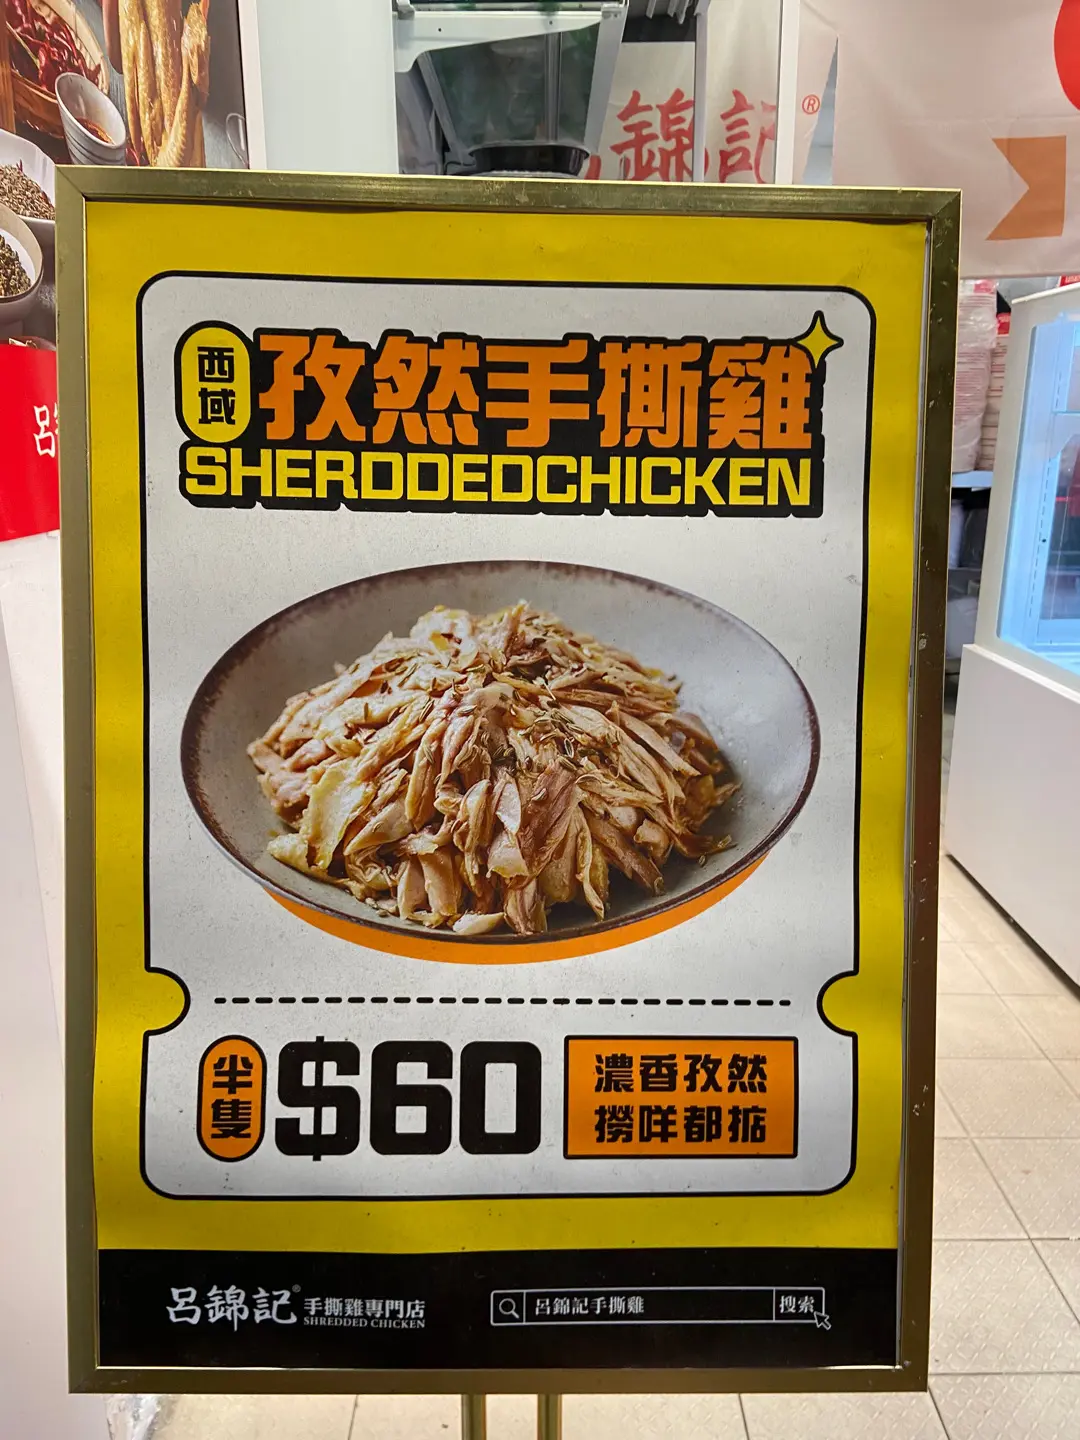 錦記®
呂錦
西域
孜然手撕雞
SHERDDEDCHICKEN
半隻
$60
濃香孜然
撈咩都掂
呂錦記®
手撕雞專門店
SHREDDED CHICKEN
呂錦記手撕雞
搜索